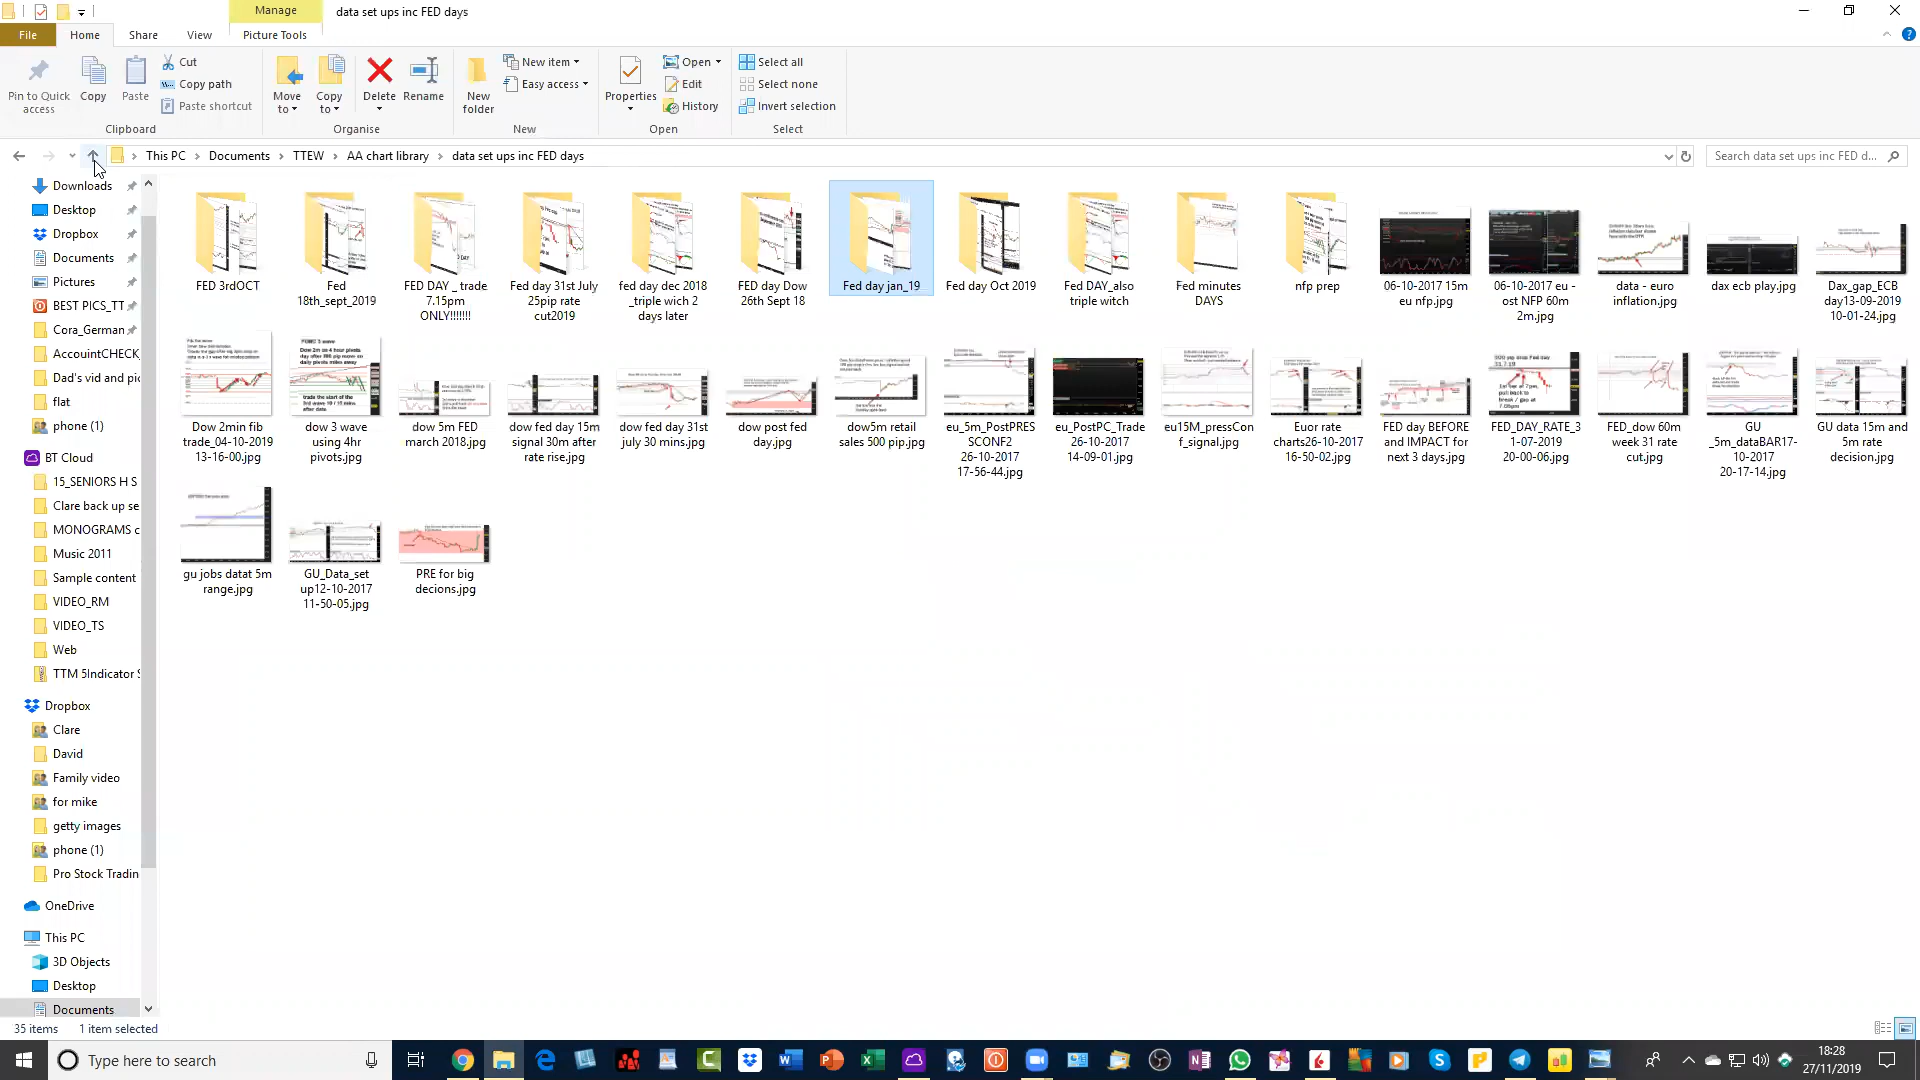 Manage
data set ups inc FED days
File
Home
Share
View
Picture Tools
Pin to Quick
access
Copy
Paste
Cut
Copy path
Paste shortcut
Clipboard
Move
to
Copy
to
Delete
Rename
Organise
New
folder
New item
Easy access
New
Properties
Open
Edit
History
Open
Select all
Select none
Invert selection
Select
This PC
Documents
TTEW
AA chart library
data set ups inc FED days
Search data set ups inc FED d...
Downloads
Desktop
Dropbox
Documents
Pictures
BEST PICS_TT
Cora_German
AccountCHECK
Dad's vid and pic
flat
phone (1)
BT Cloud
15_SENIORS H S
Clare back up se
MONOGRAMS c
Music 2011
Sample content
VIDEO_RM
VIDEO_TS
Web
TTM 5Indicator S
Dropbox
Clare
David
Family video
for mike
getty images
phone (1)
Pro Stock Tradin
OneDrive
This PC
3D Objects
Desktop
Documents
FED 3rdOCT
Fed
18th_sept_2019
FED DAY _ trade
7.15pm
ONLY!!!!!!!
Fed day 31st July
25pip rate
cut2019
fed day dec 2018
_triple wich 2
days later
FED day Dow
26th Sept 18
Fed day jan_19
Fed day Oct 2019
Fed DAY_also
triple witch
Fed minutes
DAYS
nfp prep
06-10-2017 15m
eu nfp.jpg
06-10-2017 eu -
ost NFP 60m
2m.jpg
data - euro
inflation.jpg
dax ecb play.jpg
Dax_gap_ECB
day13-09-2019
10-01-24.jpg
Dow 2min fib
trade_04-10-2019
13-16-00.jpg
dow 3 wave
using 4hr
pivots.jpg
dow 5m FED
march 2018.jpg
dow fed day 15m
signal 30m after
rate rise.jpg
dow fed day 31st
july 30 mins.jpg
dow post fed
day.jpg
dow5m retail
sales 500 pip.jpg
eu_5m_PostPRES
SCONF2
26-10-2017
17-56-44.jpg
eu_PostPC_Trade
26-10-2017
14-09-01.jpg
eu15M_pressCon
f_signal.jpg
Euor rate
charts26-10-2017
16-50-02.jpg
FED day BEFORE
and IMPACT for
next 3 days.jpg
FED_DAY_RATE_3
1-07-2019
20-00-06.jpg
FED_dow 60m
week 31 rate
cut.jpg
GU
_5m_dataBAR17-
10-2017
20-17-14.jpg
GU data 15m and
5m rate
decision.jpg
gu jobs datat 5m
range.jpg
GU_Data_set
up12-10-2017
11-50-05.jpg
PRE for big
decions.jpg
35 items
1 item selected
Type here to search
18:28
27/11/2019